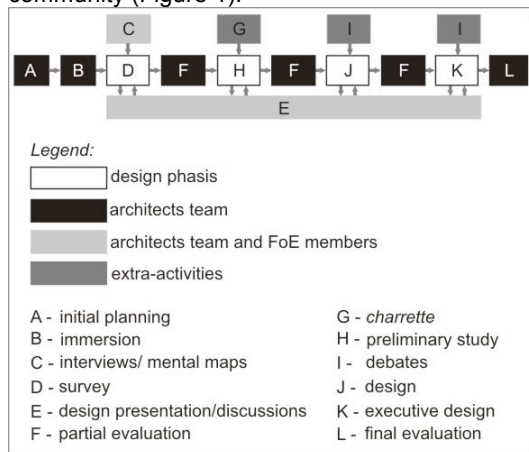 community (Figure 1).
C G I I
A B D F H F J F K L
E
Legend:
design phasis
architects team
architects team and FoE members
extra-activities
A - initial planning
B - immersion
C - interviews/ mental maps
D - survey
E - design presentation/discussions
F - partial evaluation
G - charrette
H - preliminary study
I - debates
J - design
K - executive design
L - final evaluation